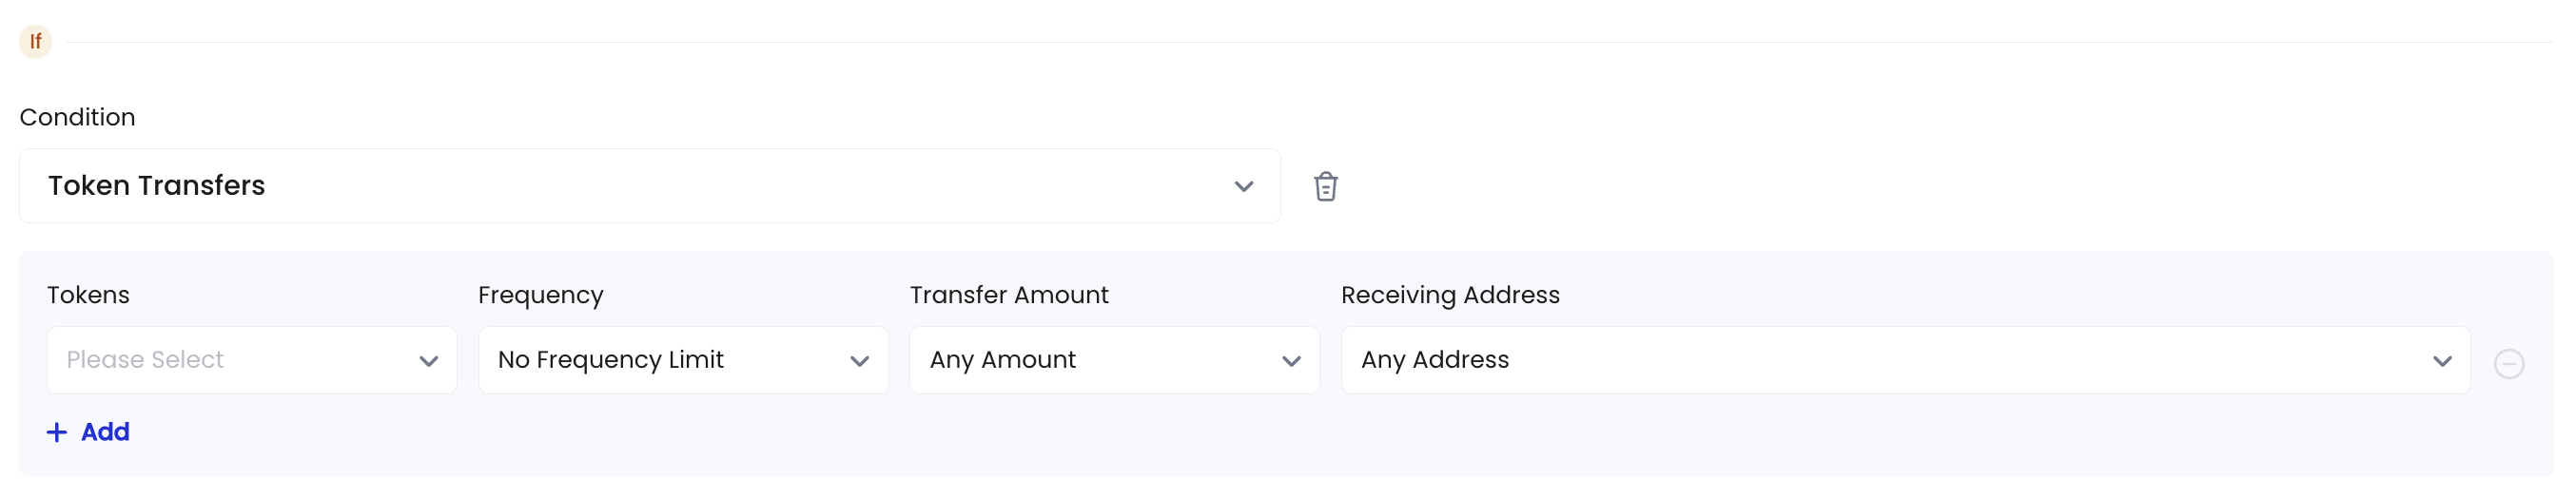 If
Condition
Token Transfers
Tokens Frequency Transfer Amount Receiving Address
Please Select No Frequency Limit Any Amount Any Address
+ Add